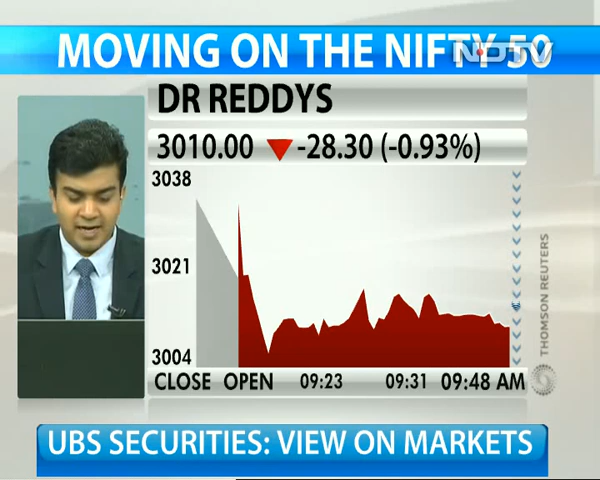 MOVING ON THE NIFTY 50
NDTV
DR REDDYS
3010.00 ▼ -28.30 (-0.93%)
3038
3021
3004
CLOSE OPEN 09:23 09:31 09:48 AM
THOMSON REUTERS
UBS SECURITIES: VIEW ON MARKETS